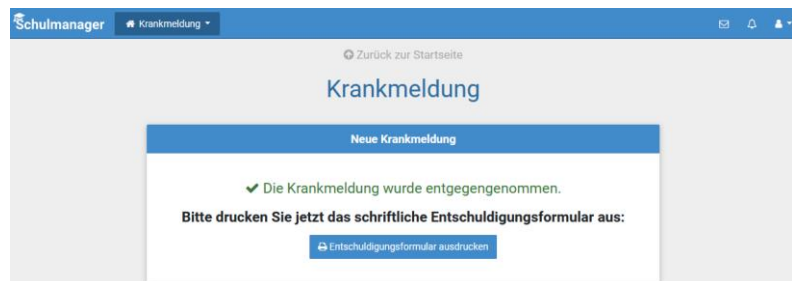 Schulmanager Krankmeldung
Zurück zur Startseite
Krankmeldung
Neue Krankmeldung
Die Krankmeldung wurde entgegengenommen.
Bitte drucken Sie jetzt das schriftliche Entschuldigungsformular aus:
Entschuldigungsformular ausdrucken